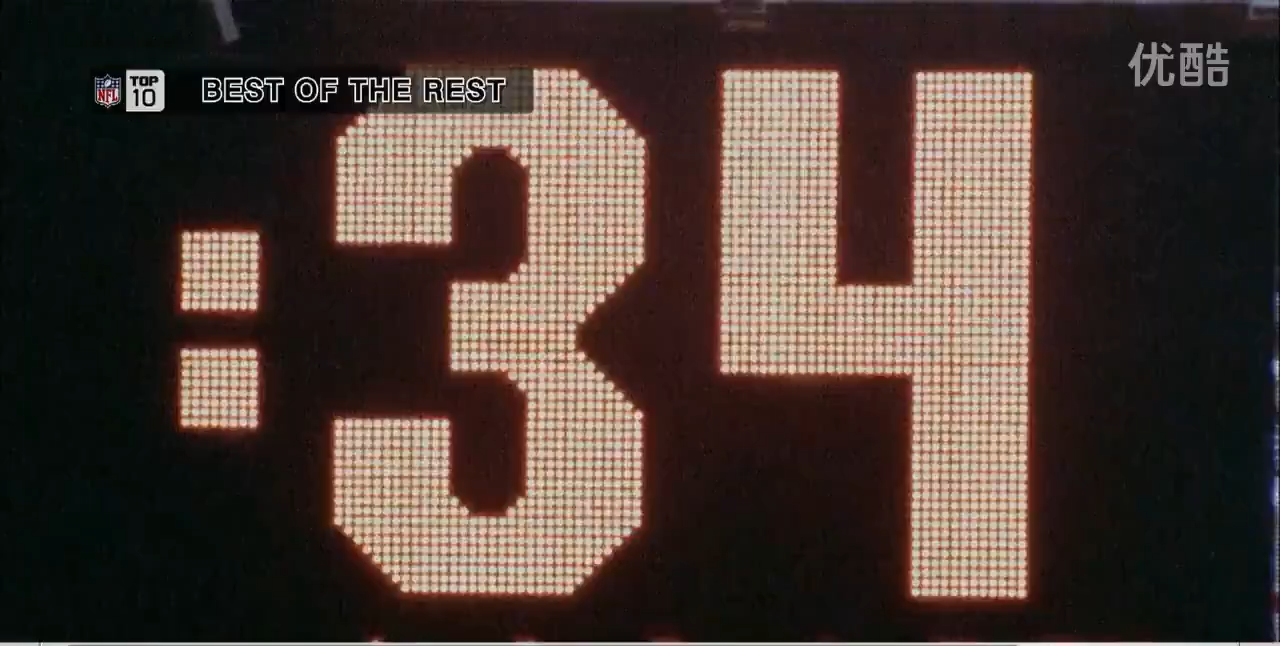 优酷
NFL TOP 10 BEST OF THE REST
:34